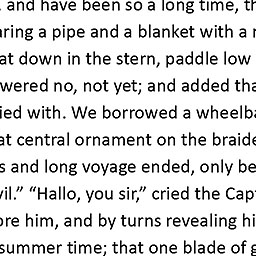 , and have been so a long time, th
aring a pipe and a blanket with a r
at down in the stern, paddle low
wered no, not yet; and added tha
ied with. We borrowed a wheelba
at central ornament on the braide
s and long voyage ended, only be
vil.” “Hallo, you sir,” cried the Cap
ore him, and by turns revealing hi
summer time; that one blade of g